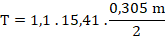 T = 1,1 . 15,41 . 0,305 m / 2